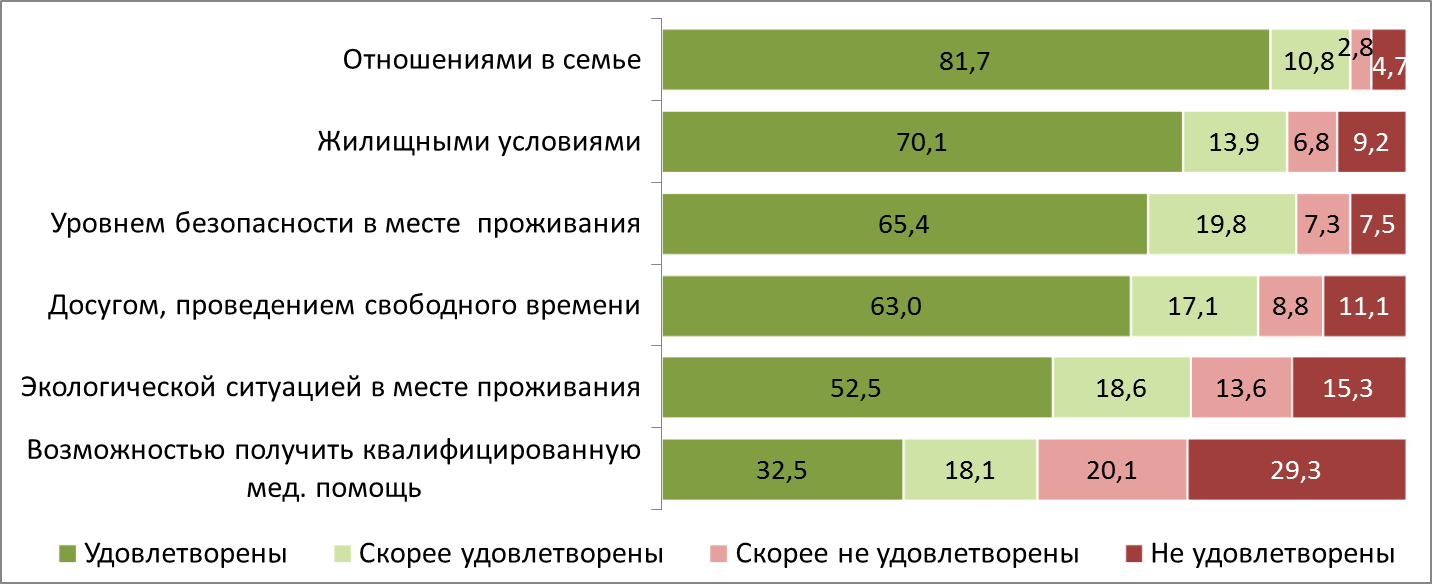 Отношениями в семье
81,7 10,8 2,8 4,7
Жилищными условиями
70,1 13,9 6,8 9,2
Уровнем безопасности в месте проживания
65,4 19,8 7,3 7,5
Досугом, проведением свободного времени
63,0 17,1 8,8 11,1
Экологической ситуацией в месте проживания
52,5 18,6 13,6 15,3
Возможностью получить квалифицированную
мед. помощь
32,5 18,1 20,1 29,3
Удовлетворены Скорее удовлетворены Скорее не удовлетворены Не удовлетворены